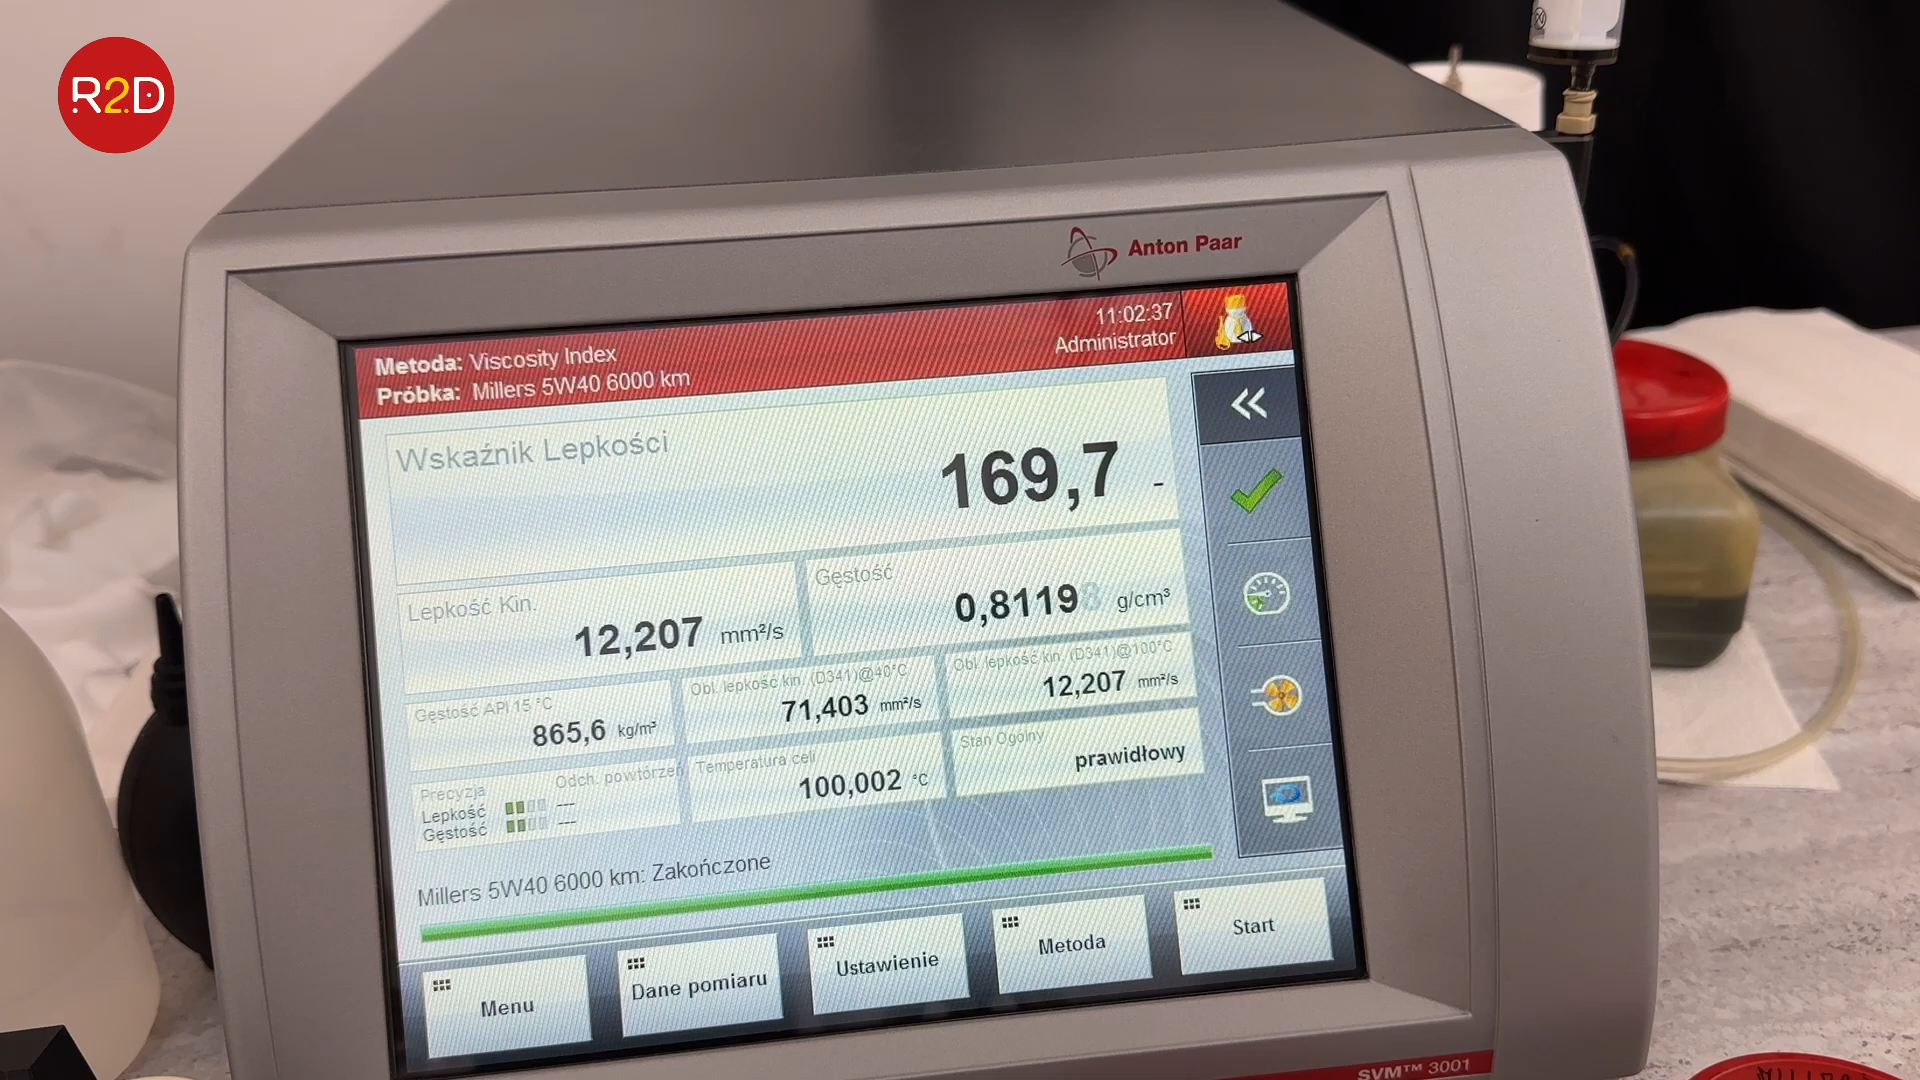 R2D
Anton Paar
Metoda: Viscosity Index
Próbka: Millers 5W40 6000 km
11:02:37
Administrator
Wskaźnik Lepkości
169,7 -
Lepkość Kin.
12,207 mm²/s
Gęstość
0,81198 g/cm³
Gęstość API 15 °C
865,6 kg/m³
Obl. lepkość kin. (D341)@40°C
71,403 mm²/s
Obl. lepkość kin. (D341)@100°C
12,207 mm²/s
Precyzja
Odch. powtórzeń
Lepkość ---
Gęstość ---
Temperatura celi
100,002 °C
Stan Ogólny
prawidłowy
Millers 5W40 6000 km: Zakończone
Menu
Dane pomiaru
Ustawienie
Metoda
Start
SVM™ 3001